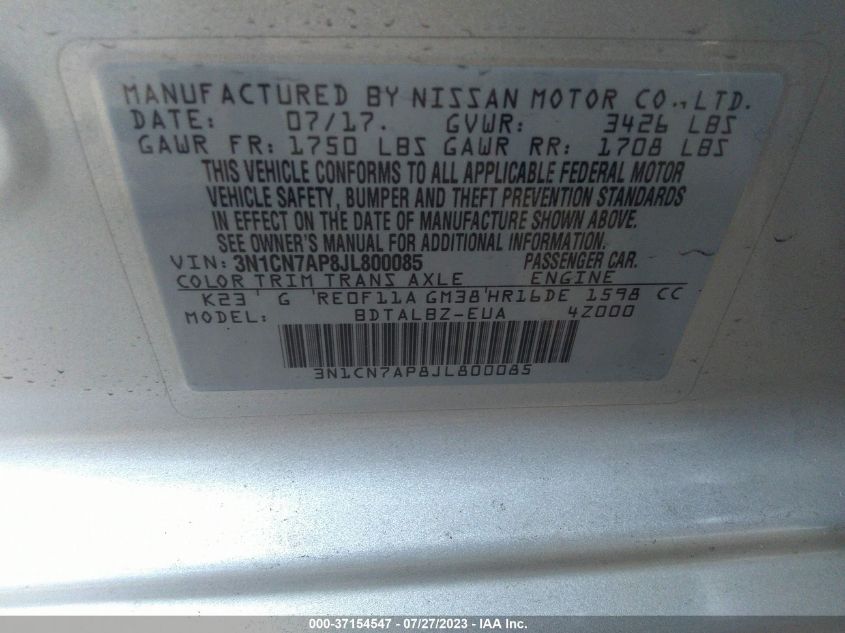 MANUFACTURED BY NISSAN MOTOR CO., LTD.
DATE: 07/17. GVWR: 3426 LBS
GAWR FR: 1750 LBS GAWR RR: 1708 LBS
THIS VEHICLE CONFORMS TO ALL APPLICABLE FEDERAL MOTOR
VEHICLE SAFETY, BUMPER AND THEFT PREVENTION STANDARDS
IN EFFECT ON THE DATE OF MANUFACTURE SHOWN ABOVE.
SEE OWNER'S MANUAL FOR ADDITIONAL INFORMATION.
VIN: 3N1CN7AP8JL800085 PASSENGER CAR.
COLOR TRIM TRANS AXLE ENGINE
K23 G RE0F11A GM38 HR16DE 1598 CC
MODEL: BDTALBZ-EUA 4Z000
3N1CN7AP8JL800085
000-37154547 - 07/27/2023 - IAA Inc.